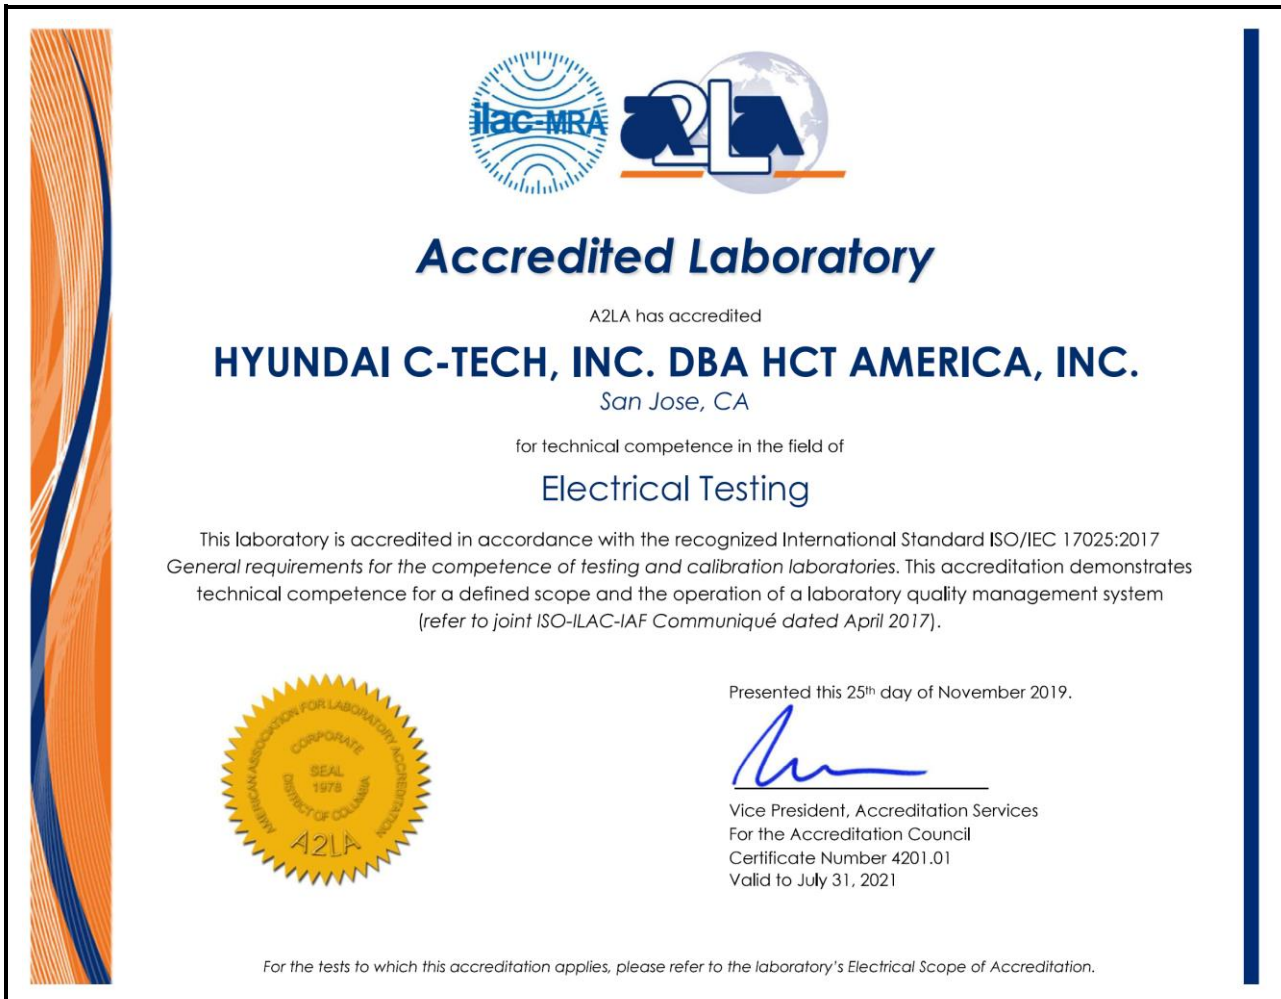 ilac-MRA
A2LA
Accredited Laboratory
A2LA has accredited
HYUNDAI C-TECH, INC. DBA HCT AMERICA, INC.
San Jose, CA
for technical competence in the field of
Electrical Testing
This laboratory is accredited in accordance with the recognized International Standard ISO/IEC 17025:2017
General requirements for the competence of testing and calibration laboratories. This accreditation demonstrates
technical competence for a defined scope and the operation of a laboratory quality management system
(refer to joint ISO-ILAC-IAF Communiqué dated April 2017).
AMERICAN ASSOCIATION FOR LABORATORY ACCREDITATION
CORPORATE
SEAL
1978
DISTRICT OF COLUMBIA
A2LA
Presented this 25th day of November 2019.
Vice President, Accreditation Services
For the Accreditation Council
Certificate Number 4201.01
Valid to July 31, 2021
For the tests to which this accreditation applies, please refer to the laboratory's Electrical Scope of Accreditation.